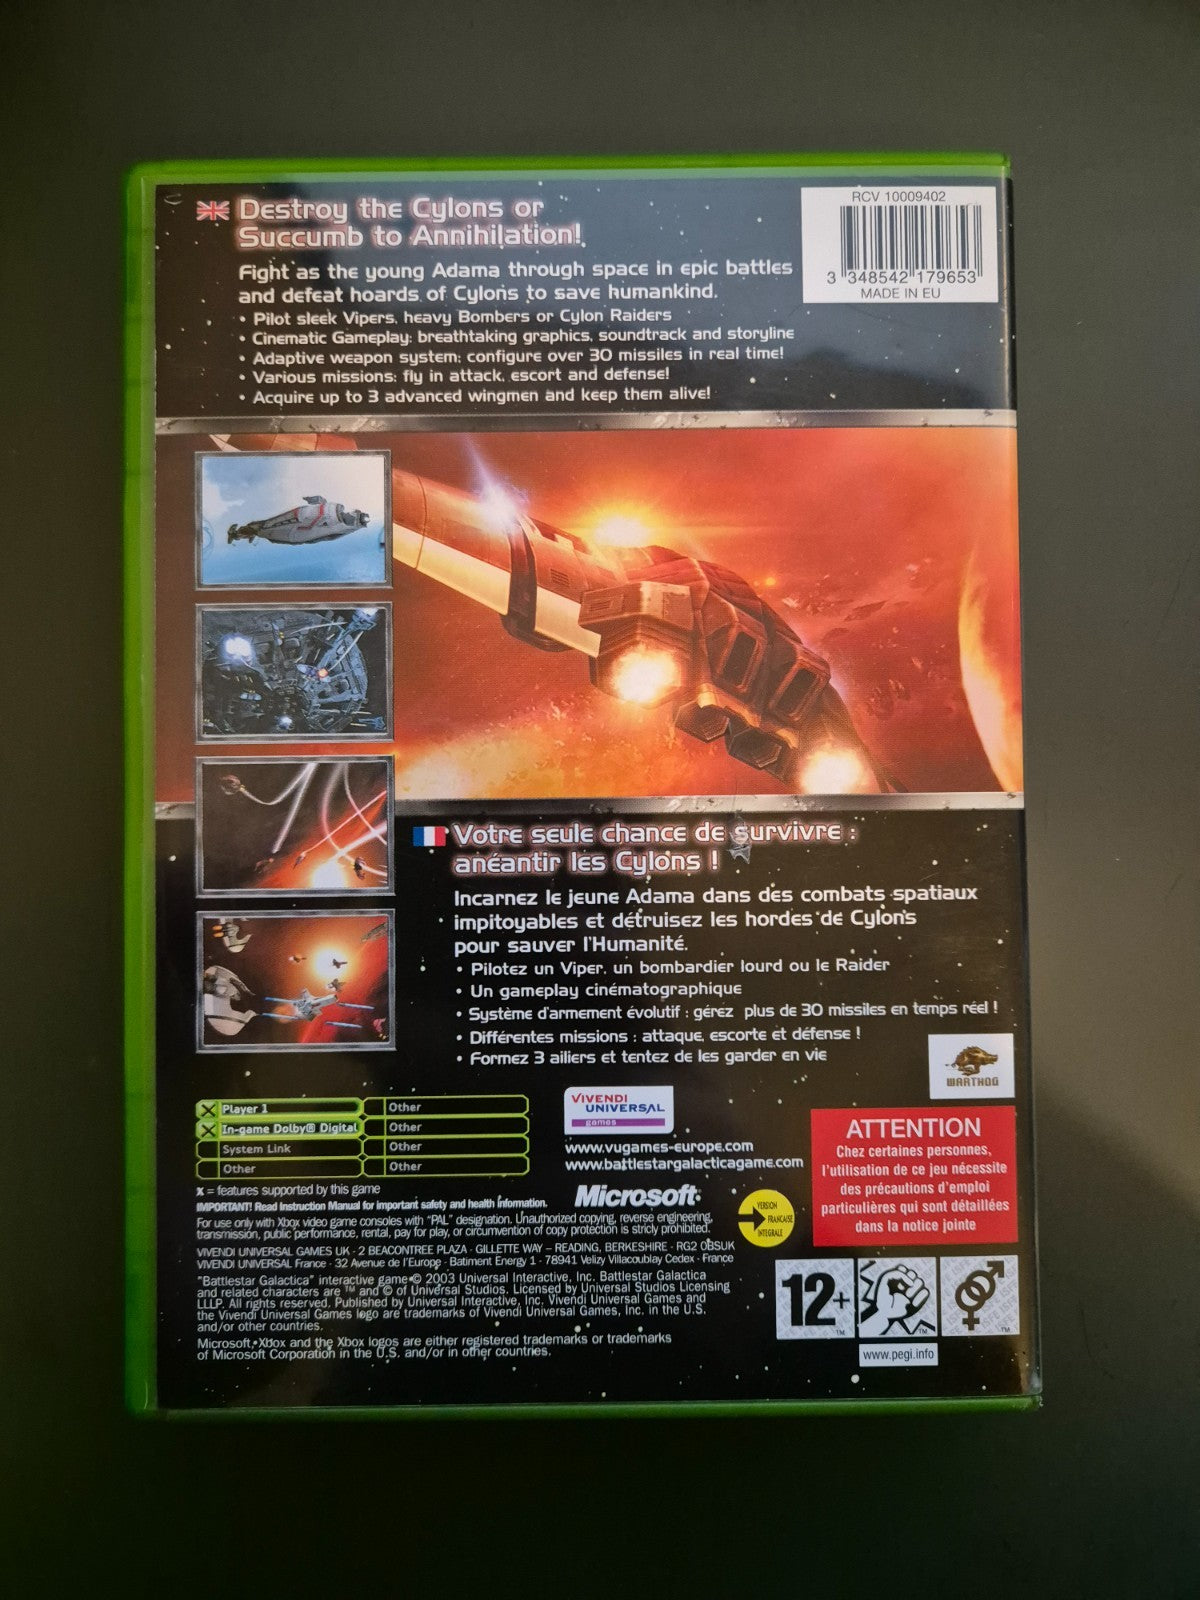 Destroy the Cylons or
Succumb to Annihilation!
Fight as the young Adama through space in epic battles
and defeat hoards of Cylons to save humankind.
• Pilot sleek Vipers, heavy Bombers or Cylon Raiders
• Cinematic Gameplay: breathtaking graphics, soundtrack and storyline
• Adaptive weapon system: configure over 30 missiles in real time!
• Various missions: fly in attack, escort and defense!
• Acquire up to 3 advanced wingmen and keep them alive!
RCV 10009402
3 348542 179653
MADE IN EU
Votre seule chance de survivre :
anéantir les Cylons !
Incarnez le jeune Adama dans des combats spatiaux
impitoyables et détruisez les hordes de Cylons
pour sauver l'Humanité.
• Pilotez un Viper, un bombardier lourd ou le Raider
• Un gameplay cinématographique
• Système d'armement évolutif : gérez plus de 30 missiles en temps réel !
• Différentes missions : attaque, escorte et défense !
• Formez 3 ailiers et tentez de les garder en vie
WARTHOG
X Player 1
Other
X In-game Dolby® Digital
Other
System Link
Other
Other
Other
x = features supported by this game
VIVENDI
UNIVERSAL
games
www.vugames-europe.com
www.battlestargalacticagame.com
Microsoft®
VERSION
FRANÇAISE
INTEGRALE
ATTENTION
Chez certaines personnes,
l'utilisation de ce jeu nécessite
des précautions d'emploi
particulières qui sont détaillées
dans la notice jointe
IMPORTANT! Read Instruction Manual for important safety and health information.
For use only with Xbox video game consoles with "PAL" designation. Unauthorized copying, reverse engineering,
transmission, public performance, rental, pay for play, or circumvention of copy protection is stricly prohibited.
VIVENDI UNIVERSAL GAMES UK - 2 BEACONTREE PLAZA - GILLETTE WAY – READING, BERKESHIRE - RG2 0BSUK
VIVENDI UNIVERSAL France - 32 Avenue de l'Europe - Batiment Energy 1 - 78941 Velizy Villacoublay Cedex - France
"Battlestar Galactica" interactive game © 2003 Universal Interactive, Inc. Battlestar Galactica
and related characters are ™ and © of Universal Studios. Licensed by Universal Studios Licensing
LLLP. All rights reserved. Published by Universal Interactive, Inc. Vivendi Universal Games and
the Vivendi Universal Games logo are trademarks of Vivendi Universal Games, Inc. in the U.S.
and/or other countries.
Microsoft, Xbox and the Xbox logos are either registered trademarks or trademarks
of Microsoft Corporation in the U.S. and/or in other countries.
12+
™
™
™
www.pegi.info